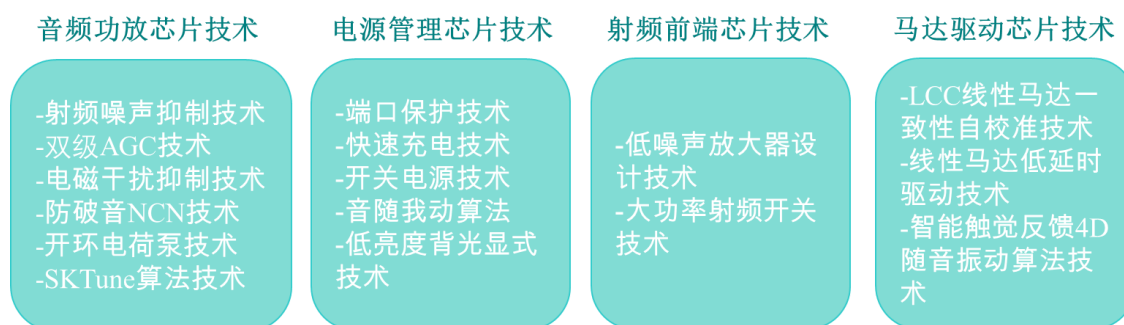 音频功放芯片技术
-射频噪声抑制技术
-双级AGC技术
-电磁干扰抑制技术
-防破音NCN技术
-开环电荷泵技术
-SKTune算法技术
电源管理芯片技术
-端口保护技术
-快速充电技术
-开关电源技术
-音随我动算法
-低亮度背光显式
技术
射频前端芯片技术
-低噪声放大器设
计技术
-大功率射频开关
技术
马达驱动芯片技术
-LCC线性马达一
致性自校准技术
-线性马达低延时
驱动技术
-智能触觉反馈4D
随音振动算法技
术